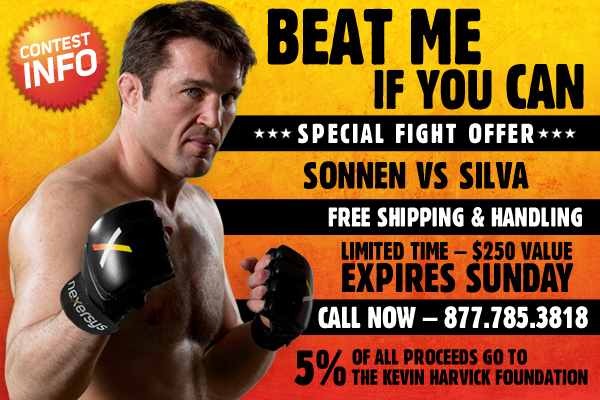 CONTEST
INFO
BEAT ME
IF YOU CAN
★★★ SPECIAL FIGHT OFFER ★★★
SONNEN VS SILVA
FREE SHIPPING & HANDLING
LIMITED TIME – $250 VALUE
EXPIRES SUNDAY
CALL NOW – 877.785.3818
5% OF ALL PROCEEDS GO TO
THE KEVIN HARVICK FOUNDATION
nexersys